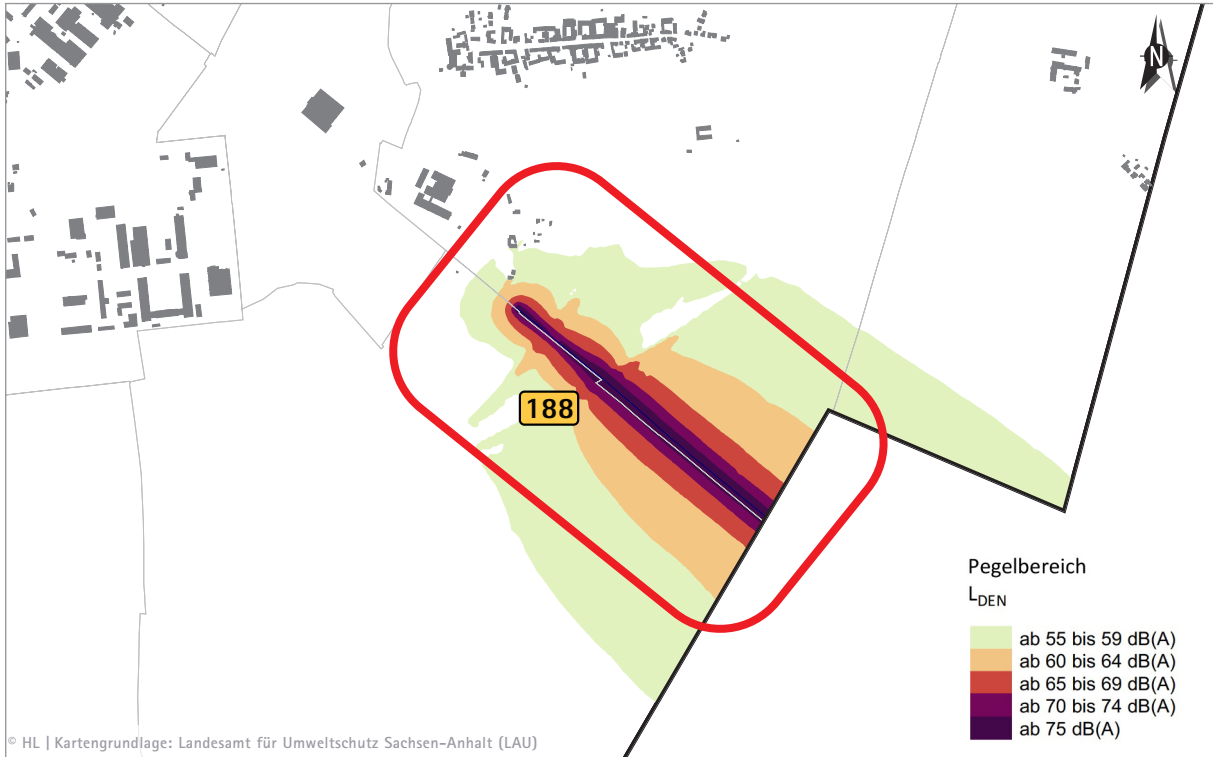 N
188
Pegelbereich
LDEN
ab 55 bis 59 dB(A)
ab 60 bis 64 dB(A)
ab 65 bis 69 dB(A)
ab 70 bis 74 dB(A)
ab 75 dB(A)
© HL | Kartengrundlage: Landesamt für Umweltschutz Sachsen-Anhalt (LAU)